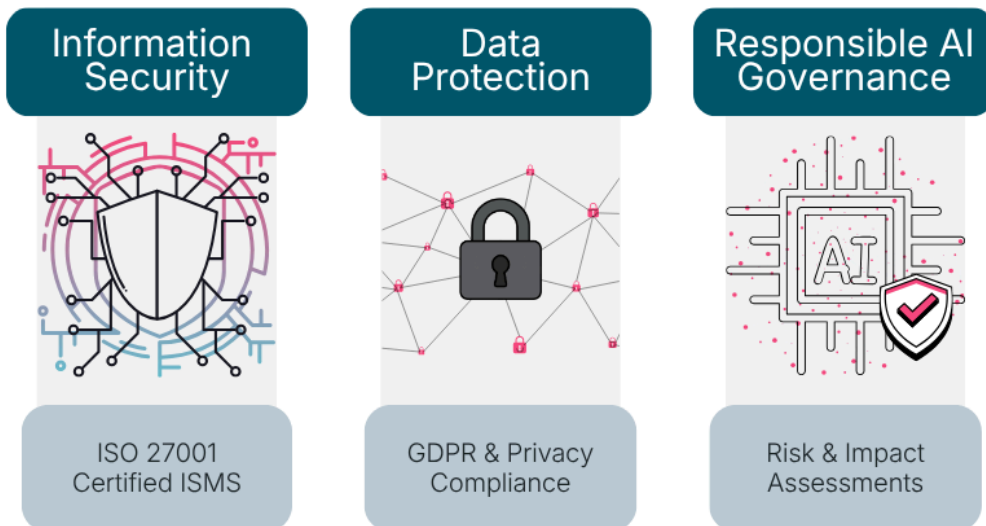 Information
Security
Data
Protection
Responsible AI
Governance
AI
ISO 27001
Certified ISMS
GDPR & Privacy
Compliance
Risk & Impact
Assessments